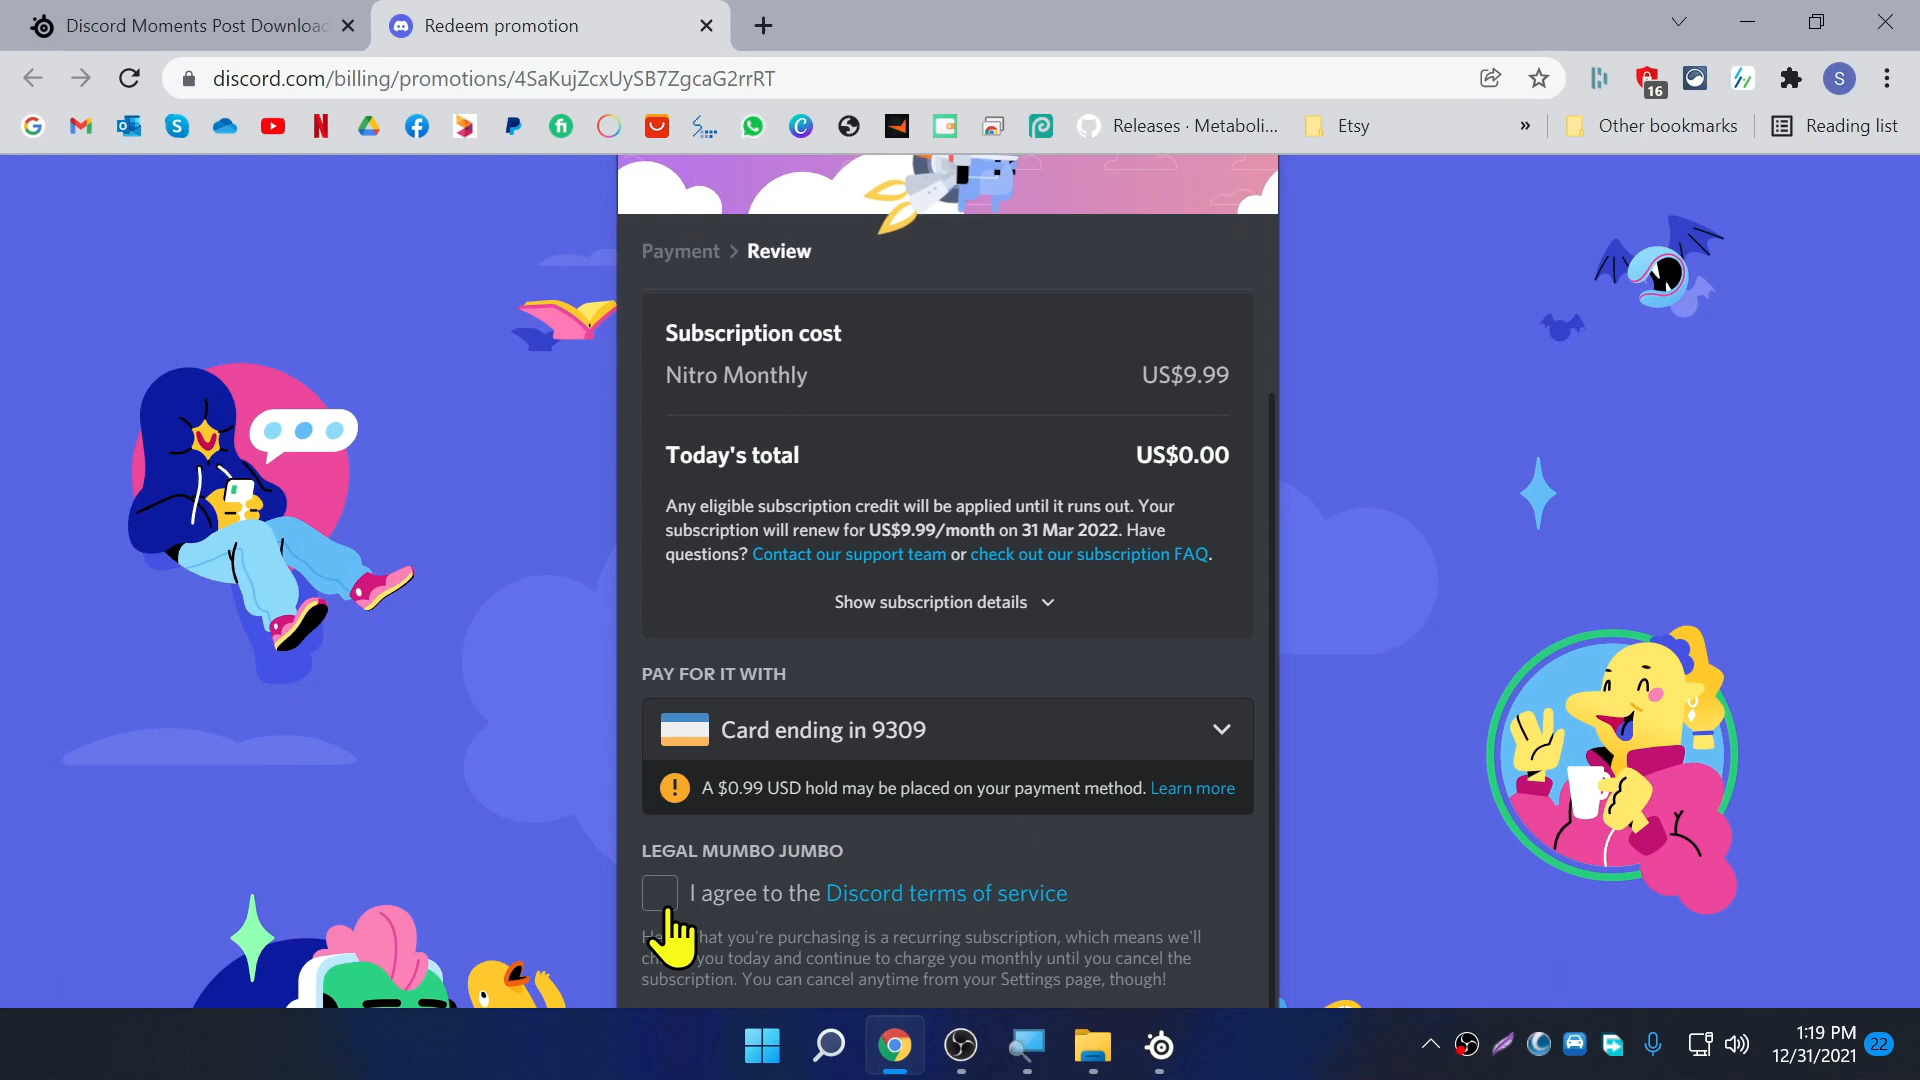 Discord Moments Post Download
Redeem promotion
discord.com/billing/promotions/4SaKujZcxUySB7ZgcaG2rrRT
16
S
Releases · Metaboli...
Etsy
»
Other bookmarks
Reading list
Payment > Review
Subscription cost
Nitro Monthly US$9.99
Today's total US$0.00
Any eligible subscription credit will be applied until it runs out. Your
subscription will renew for US$9.99/month on 31 Mar 2022. Have
questions? Contact our support team or check out our subscription FAQ.
Show subscription details
PAY FOR IT WITH
Card ending in 9309
A $0.99 USD hold may be placed on your payment method. Learn more
LEGAL MUMBO JUMBO
I agree to the Discord terms of service
that you're purchasing is a recurring subscription, which means we'll
you today and continue to charge you monthly until you cancel the
subscription. You can cancel anytime from your Settings page, though!
1:19 PM
12/31/2021
22